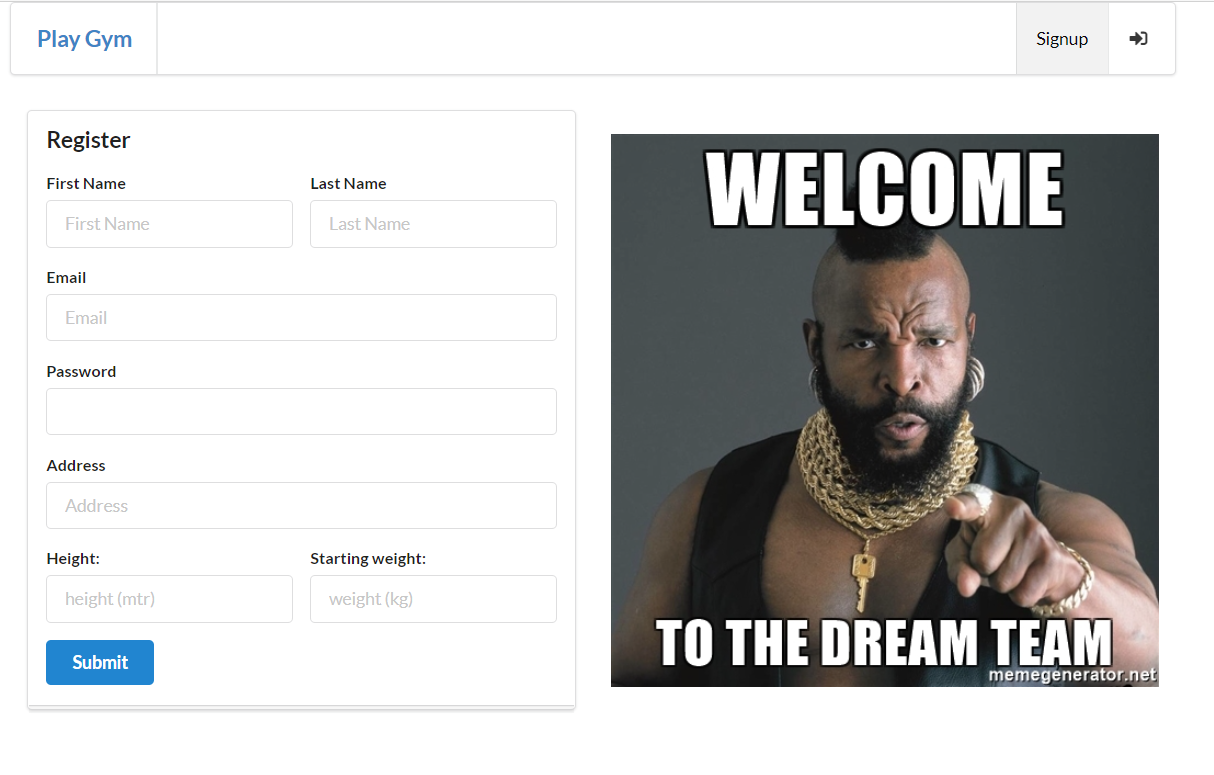 Play Gym
Signup
Register
First Name
Last Name
First Name
Last Name
Email
Email
Password
Address
Address
Height:
Starting weight:
height (mtr)
weight (kg)
Submit
WELCOME
TO THE DREAM TEAM
memegenerator.net